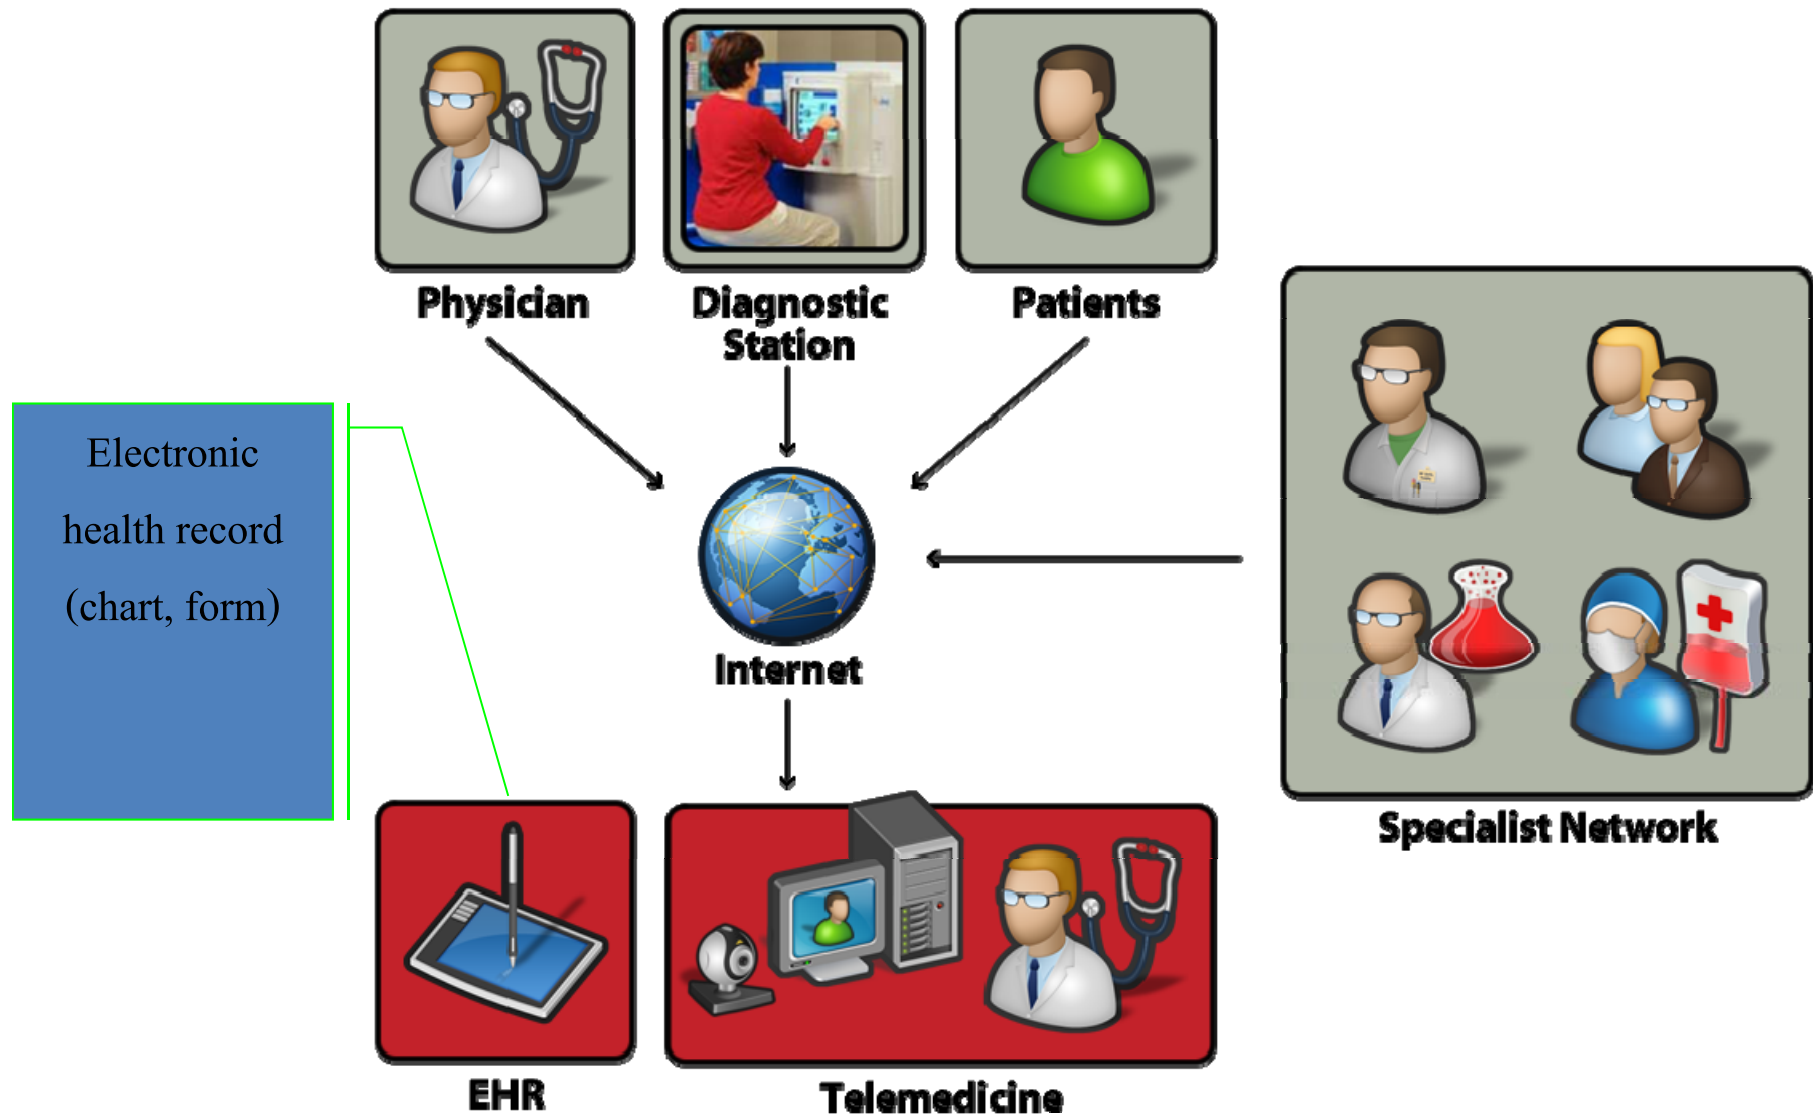 Physician
Diagnostic
Station
Patients
Electronic
health record
(chart, form)
Internet
Specialist Network
EHR
Telemedicine